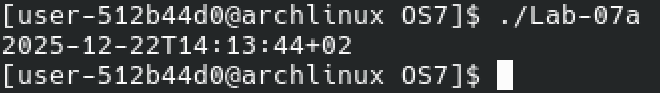 [user-512b44d0@archlinux OS7]$ ./Lab-07a
2025-12-22T14:13:44+02
[user-512b44d0@archlinux OS7]$